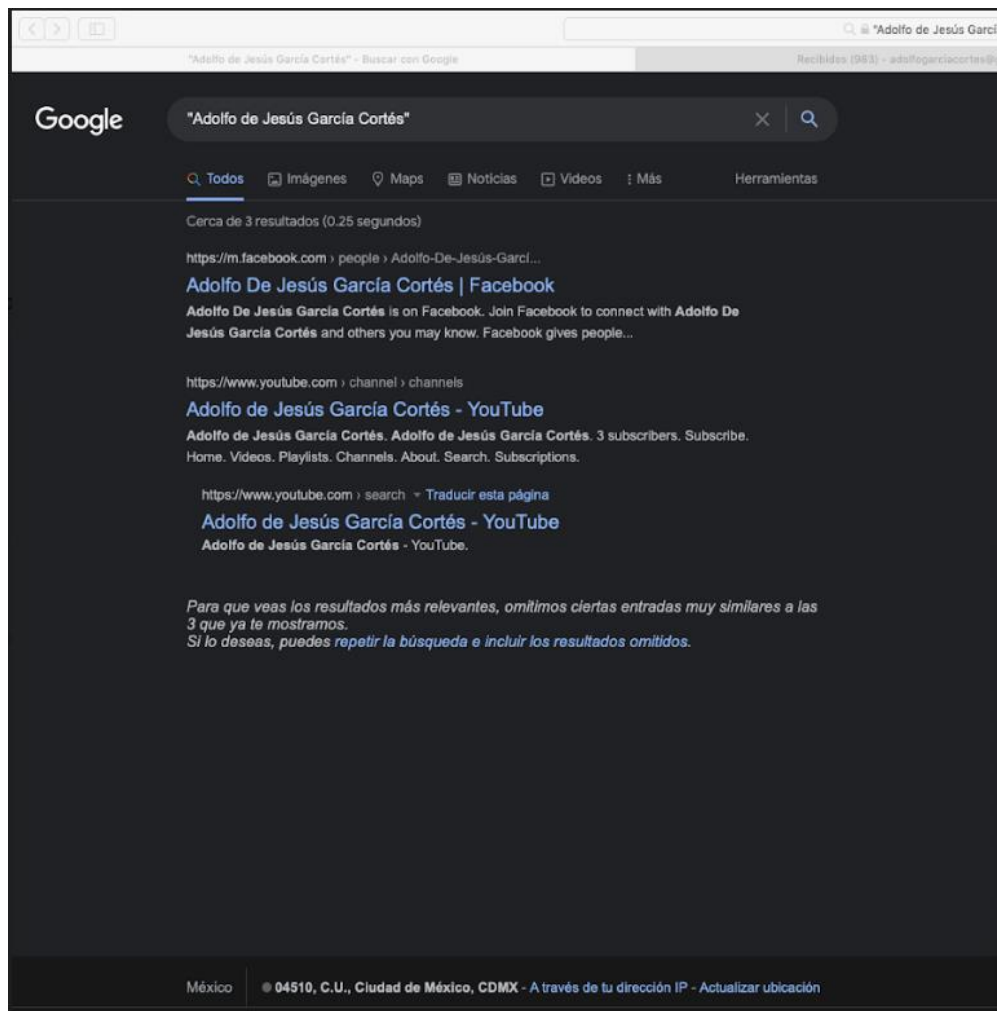 "Adolfo de Jesús Garcí
"Adolfo de Jesús García Cortés" - Buscar con Google
Recibidos (963) - adolfogarciacortes@
Google
"Adolfo de Jesús García Cortés"
Todos Imágenes Maps Noticias Videos Más Herramientas
Cerca de 3 resultados (0.25 segundos)
https://m.facebook.com › people › Adolfo-De-Jesús-Garcí...
Adolfo De Jesús García Cortés | Facebook
Adolfo De Jesús García Cortés is on Facebook. Join Facebook to connect with Adolfo De
Jesús García Cortés and others you may know. Facebook gives people...
https://www.youtube.com › channel › channels
Adolfo de Jesús García Cortés - YouTube
Adolfo de Jesús García Cortés. Adolfo de Jesús García Cortés. 3 subscribers. Subscribe.
Home. Videos. Playlists. Channels. About. Search. Subscriptions.
https://www.youtube.com › search Traducir esta página
Adolfo de Jesús García Cortés - YouTube
Adolfo de Jesús García Cortés - YouTube.
Para que veas los resultados más relevantes, omitimos ciertas entradas muy similares a las
3 que ya te mostramos.
Si lo deseas, puedes repetir la búsqueda e incluir los resultados omitidos.
México 04510, C.U., Ciudad de México, CDMX - A través de tu dirección IP - Actualizar ubicación